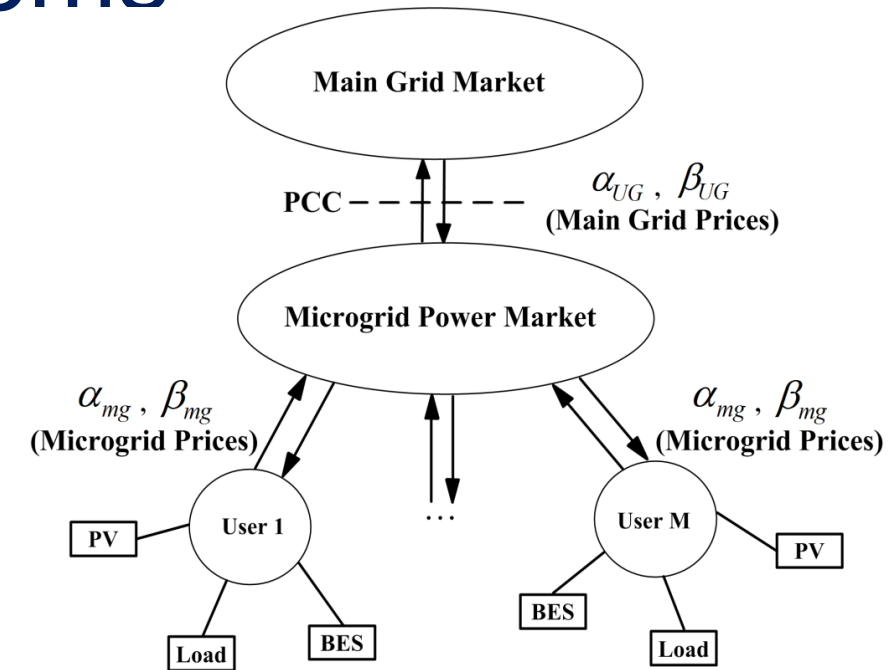 Main Grid Market
PCC
α_UG , β_UG
(Main Grid Prices)
Microgrid Power Market
α_mg , β_mg
(Microgrid Prices)
α_mg , β_mg
(Microgrid Prices)
...
User 1
PV
Load
BES
User M
PV
BES
Load